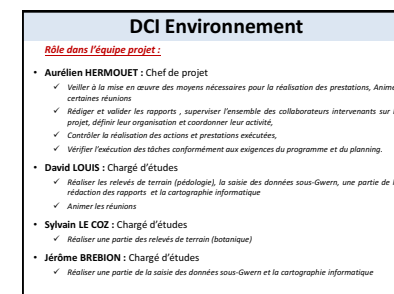 DCI Environnement
Rôle dans l'équipe projet :
• Aurélien HERMOUET : Chef de projet
✓ Veiller à la mise en œuvre des moyens nécessaires pour la réalisation des prestations, Anime
certaines réunions
✓ Rédiger et valider les rapports , superviser l'ensemble des collaborateurs intervenants sur
projet, définir leur organisation et coordonner leur activité,
✓ Contrôler la réalisation des actions et prestations exécutées,
✓ Vérifier l'exécution des tâches conformément aux exigences du programme et du planning.
• David LOUIS : Chargé d'études
✓ Réaliser les relevés de terrain (pédologie), la saisie des données sous-Gwern, une partie de
rédaction des rapports et la cartographie informatique
✓ Animer les réunions
• Sylvain LE COZ : Chargé d'études
✓ Réaliser une partie des relevés de terrain (botanique)
• Jérôme BREBION : Chargé d'études
✓ Réaliser une partie de la saisie des données sous-Gwern et la cartographie informatique